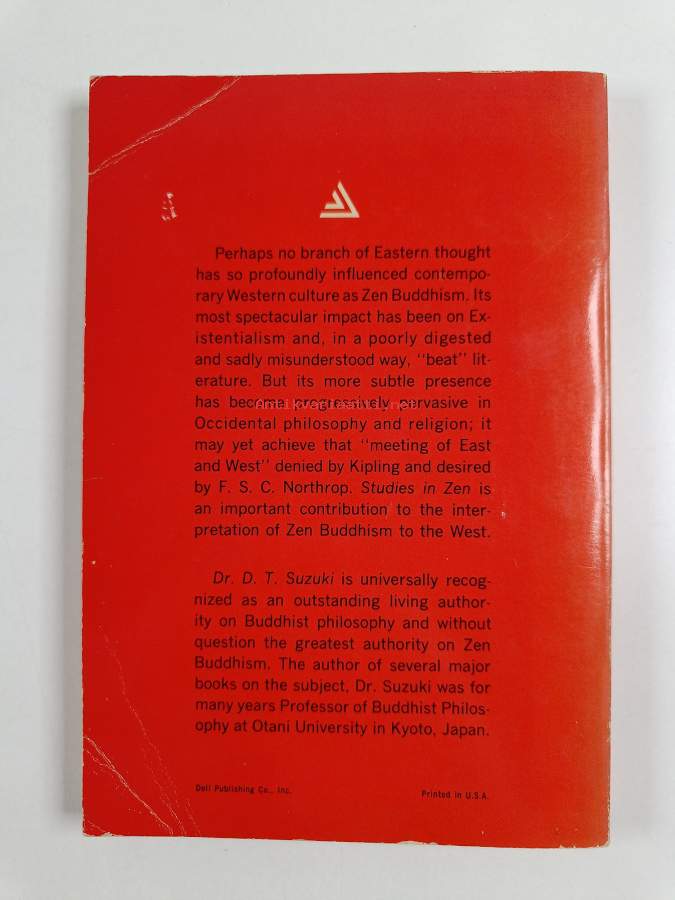 Perhaps no branch of Eastern thought
has so profoundly influenced contempo-
rary Western culture as Zen Buddhism. Its
most spectacular impact has been on Ex-
istentialism and, in a poorly digested
and sadly misunderstood way, "beat" lit-
erature. But its more subtle presence
has become progressively pervasive in
Occidental philosophy and religion; it
may yet achieve that "meeting of East
and West" denied by Kipling and desired
by F. S. C. Northrop. Studies in Zen is
an important contribution to the inter-
pretation of Zen Buddhism to the West.
Dr. D. T. Suzuki is universally recog-
nized as an outstanding living author-
ity on Buddhist philosophy and without
question the greatest authority on Zen
Buddhism. The author of several major
books on the subject, Dr. Suzuki was for
many years Professor of Buddhist Philos-
ophy at Otani University in Kyoto, Japan.
Dell Publishing Co., Inc.
Printed in U.S.A.